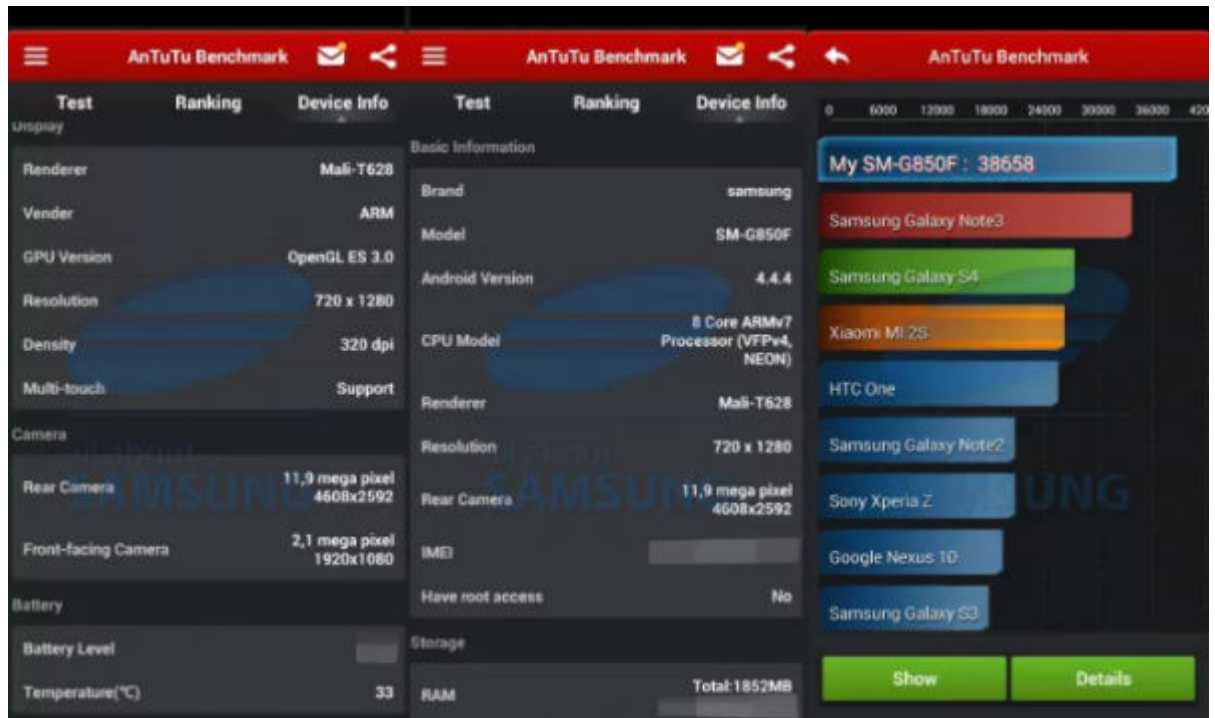 AnTuTu Benchmark
Test Ranking Device Info
Display
Renderer Mali-T628
Vender ARM
GPU Version OpenGL ES 3.0
Resolution 720 x 1280
Density 320 dpi
Multi-touch Support
Camera
Rear Camera 11,9 mega pixel
4608x2592
Front-facing Camera 2,1 mega pixel
1920x1080
Battery
Battery Level
Temperature(℃) 33
AnTuTu Benchmark
Test Ranking Device Info
Basic Information
Brand samsung
Model SM-G850F
Android Version 4.4.4
CPU Model 8 Core ARMv7
Processor (VFPv4,
NEON)
Renderer Mali-T628
Resolution 720 x 1280
Rear Camera 11,9 mega pixel
4608x2592
IMEI
Have root access No
Storage
RAM Total:1852MB
AnTuTu Benchmark
0 6000 12000 18000 24000 30000 36000 420
My SM-G850F : 38658
Samsung Galaxy Note3
Samsung Galaxy S4
Xiaomi MI 2S
HTC One
Samsung Galaxy Note2
Sony Xperia Z
Google Nexus 10
Samsung Galaxy S3
Show Details
SAMSUNG
SAMSUNG